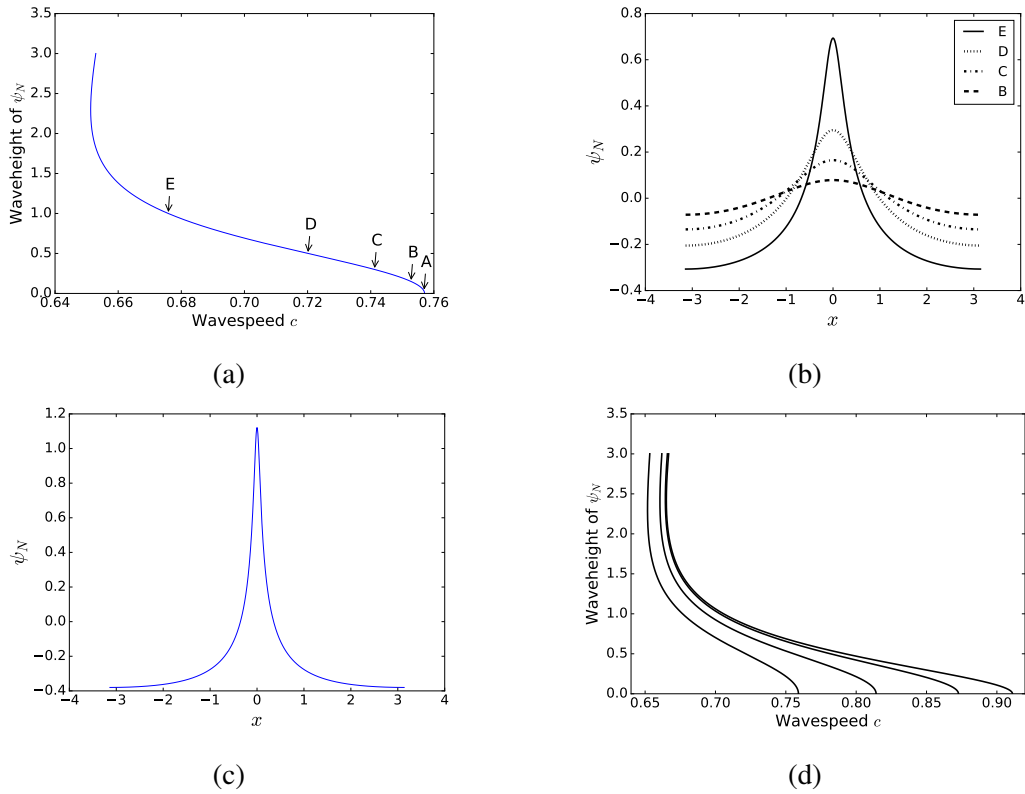 3.5
3.0
2.5
2.0
1.5
1.0
0.5
0.0
0.64 0.66 0.68 0.70 0.72 0.74 0.76
Waveheight of ψ_N
Wavespeed c
E
D
C
B
A
(a)
0.8
0.6
0.4
0.2
0.0
−0.2
−0.4
−4 −3 −2 −1 0 1 2 3 4
ψ_N
x
E
D
C
B
(b)
1.2
1.0
0.8
0.6
0.4
0.2
0.0
−0.2
−0.4
−4 −3 −2 −1 0 1 2 3 4
ψ_N
x
(c)
3.5
3.0
2.5
2.0
1.5
1.0
0.5
0.0
0.65 0.70 0.75 0.80 0.85 0.90
Waveheight of ψ_N
Wavespeed c
(d)